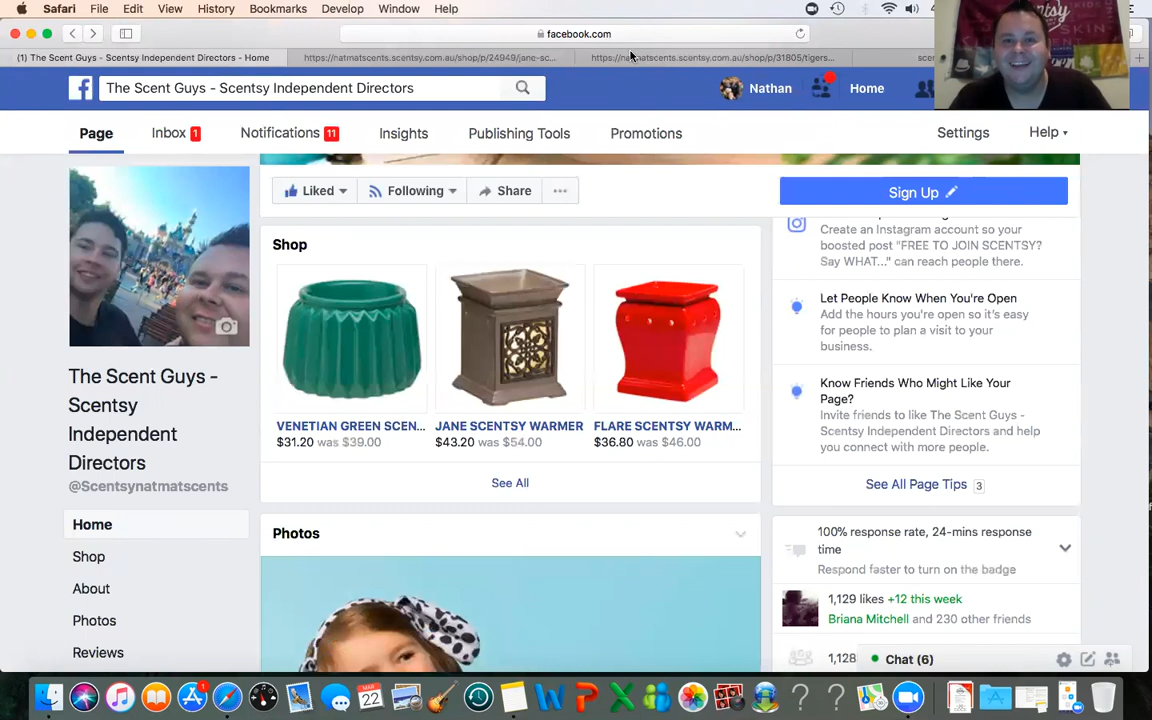 Safari File Edit View History Bookmarks Develop Window Help
facebook.com
(1) The Scent Guys - Scentsy Independent Directors - Home
https://natmatscents.scentsy.com.au/shop/p/24949/jane-sc...
The Scent Guys - Scentsy Independent Directors
Nathan Home
Page Inbox 1 Notifications 11 Insights Publishing Tools Promotions Settings Help
Liked Following Share ... Sign Up
Create an Instagram account so your
boosted post "FREE TO JOIN SCENTSY?
Say WHAT..." can reach people there.
Shop
Let People Know When You're Open
Add the hours you're open so it's easy
for people to plan a visit to your
business.
Know Friends Who Might Like Your
Page?
Invite friends to like The Scent Guys -
Scentsy Independent Directors and help
you connect with more people.
VENETIAN GREEN SCEN... JANE SCENTSY WARMER FLARE SCENTSY WARM...
$31.20 was $39.00 $43.20 was $54.00 $36.80 was $46.00
See All
See All Page Tips 3
The Scent Guys -
Scentsy
Independent
Directors
@Scentsynatmatscents
Home
Shop
About
Photos
Reviews
Photos
100% response rate, 24-mins response
time
Respond faster to turn on the badge
1,129 likes +12 this week
Briana Mitchell and 230 other friends
1,128
Chat (6)
MAR
22